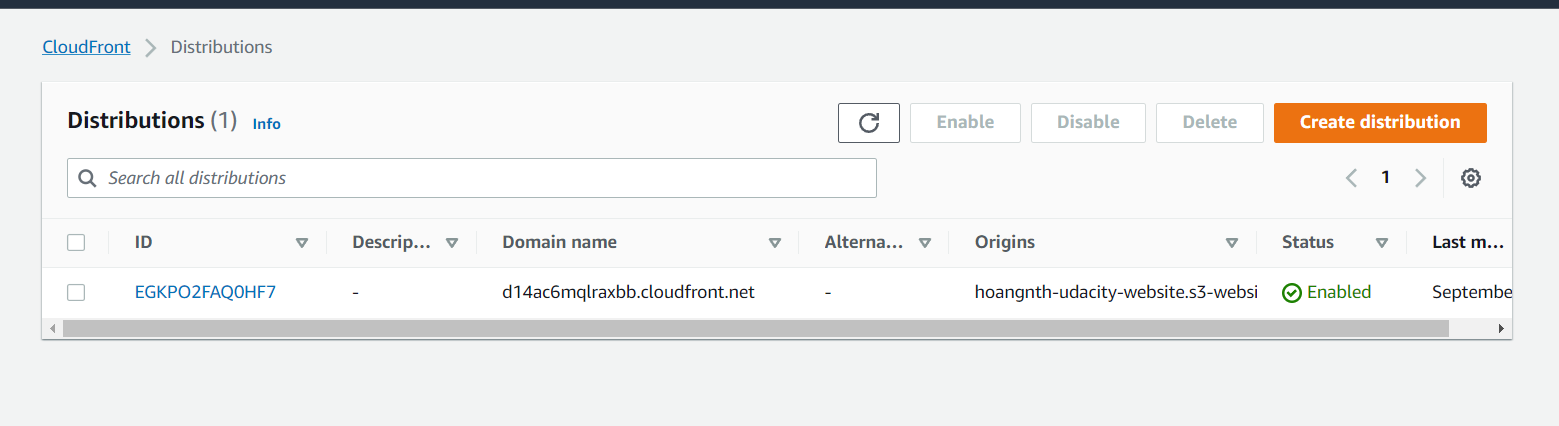 CloudFront Distributions
Distributions (1) Info Enable Disable Delete Create distribution
Search all distributions 1
ID Descrip... Domain name Alterna... Origins Status Last m...
EGKPO2FAQ0HF7 - d14ac6mqlraxbb.cloudfront.net - hoangnth-udacity-website.s3-websi Enabled Septembe